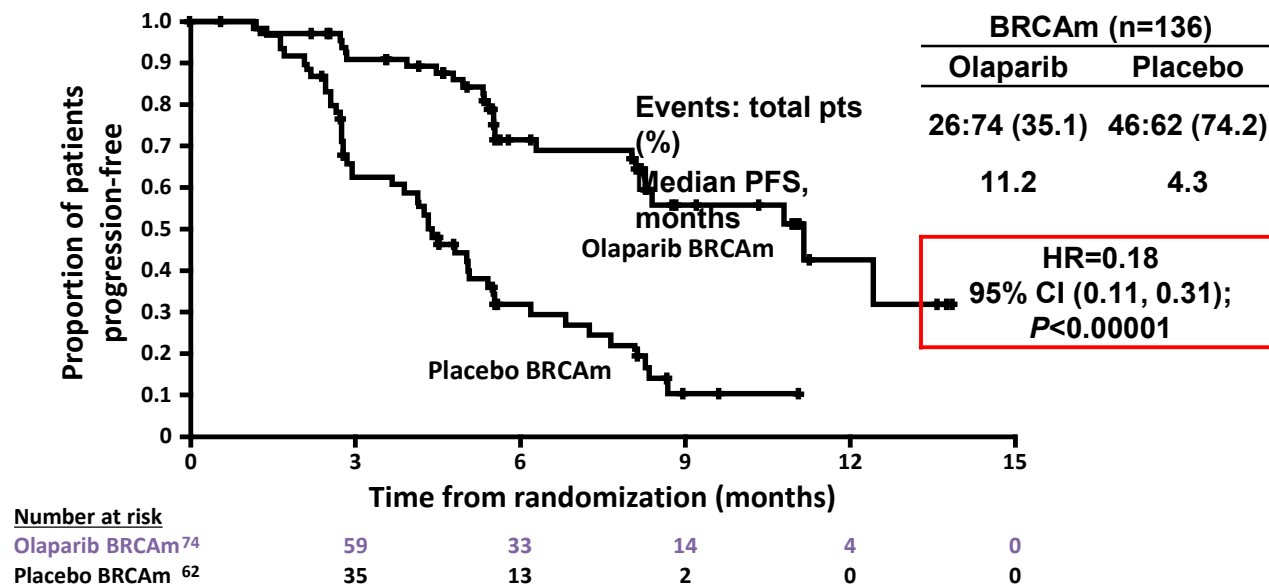 BRCAm (n=136)
Olaparib Placebo
Events: total pts (%)
26:74 (35.1) 46:62 (74.2)
Median PFS, months
11.2 4.3
HR=0.18
95% CI (0.11, 0.31);
P<0.00001
Proportion of patients
progression-free
1.0
0.9
0.8
0.7
0.6
0.5
0.4
0.3
0.2
0.1
0
Olaparib BRCAm
Placebo BRCAm
0 3 6 9 12 15
Time from randomization (months)
Number at risk
Olaparib BRCAm 74 59 33 14 4 0
Placebo BRCAm 62 35 13 2 0 0